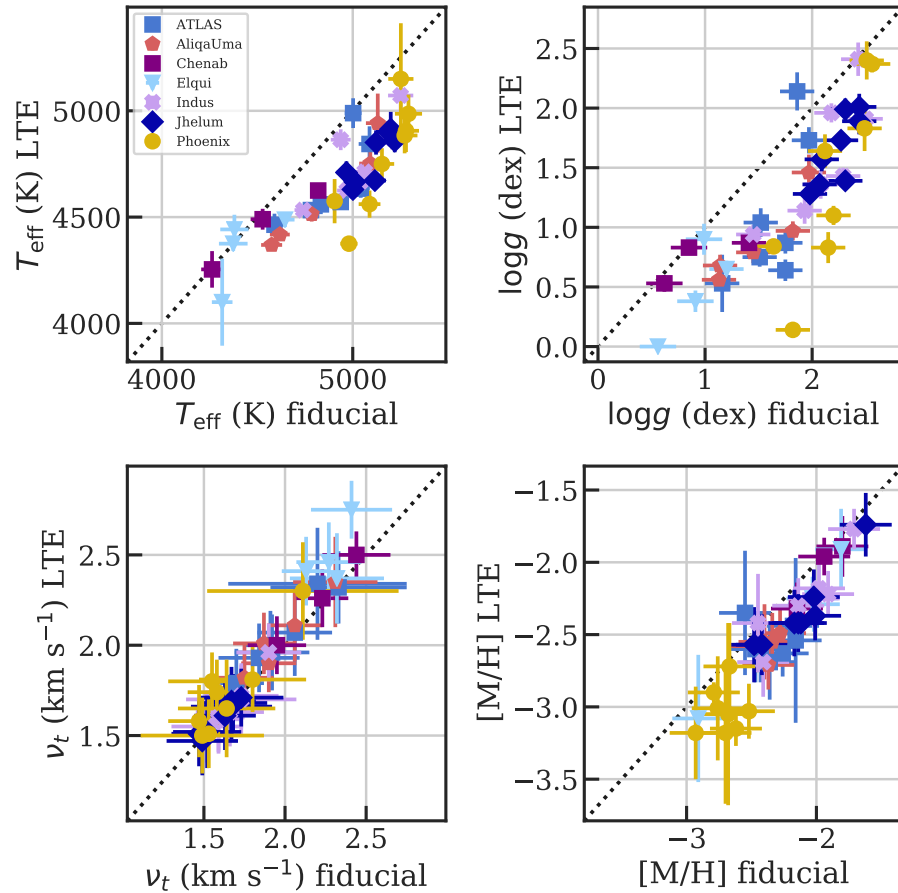 ATLAS
AliqaUma
Chenab
Elqui
Indus
Jhelum
Phoenix
5000
4500
4000
T_eff (K) LTE
4000 5000
T_eff (K) fiducial
2.5
2.0
1.5
1.0
0.5
0.0
logg (dex) LTE
0 1 2
logg (dex) fiducial
2.5
2.0
1.5
ν_t (km s⁻¹) LTE
1.5 2.0 2.5
ν_t (km s⁻¹) fiducial
−1.5
−2.0
−2.5
−3.0
−3.5
[M/H] LTE
−3 −2
[M/H] fiducial